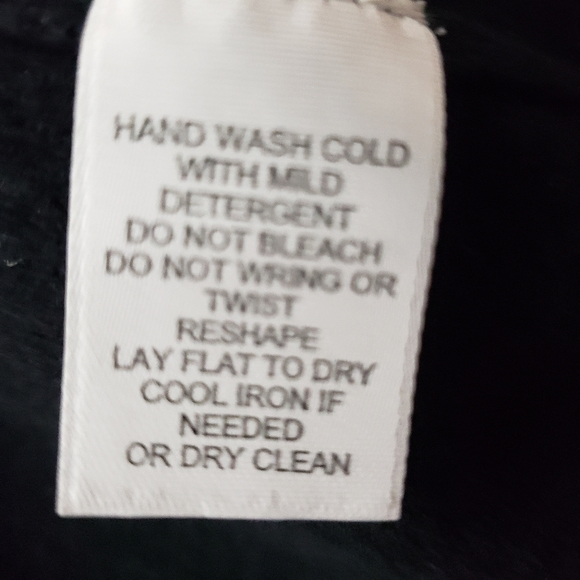 HAND WASH COLD
WITH MILD
DETERGENT
DO NOT BLEACH
DO NOT WRING OR
TWIST
RESHAPE
LAY FLAT TO DRY
COOL IRON IF
NEEDED
OR DRY CLEAN